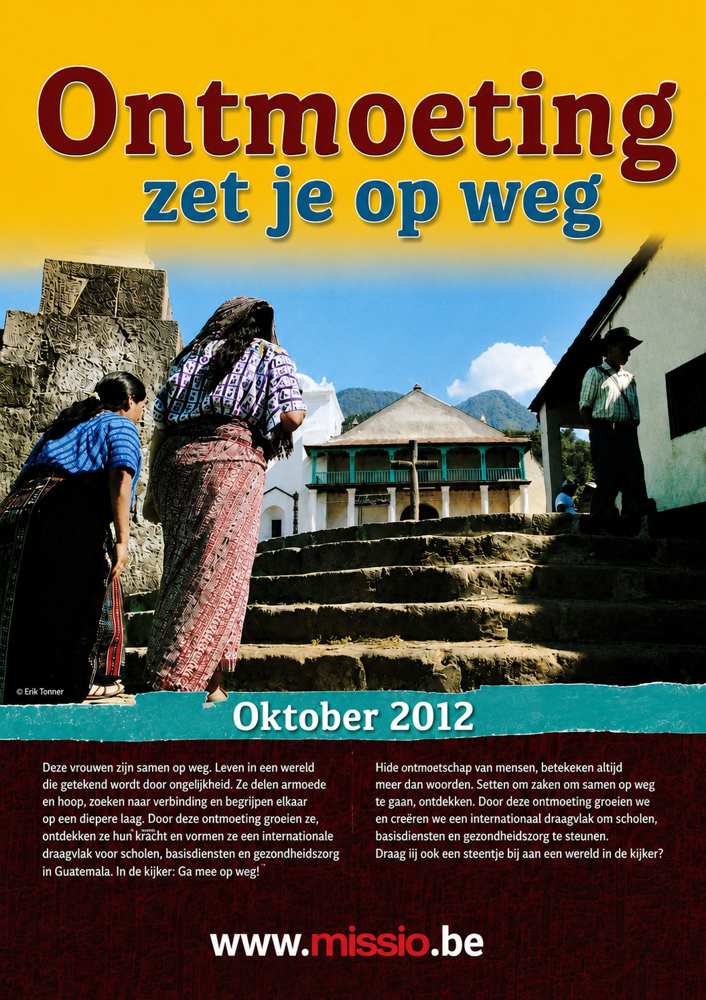 Ontmoeting
zet je op weg
© Erik Tonner
Oktober 2012
Deze vrouwen zijn samen op weg. Leven in een wereld
die getekend wordt door ongelijkheid. Ze delen armoede
en hoop, zoeken naar verbinding en begrijpen elkaar
op een diepere laag. Door deze ontmoeting groeien ze,
ontdekken ze hun kracht en vormen ze een internationale
draagvlak voor scholen, basisdiensten en gezondheidszorg
in Guatemala. In de kijker: Ga mee op weg!
Hide ontmoetschap van mensen, betekeken altijd
meer dan woorden. Setten om zaken om samen op weg
te gaan, ontdekken. Door deze ontmoeting groeien we
en creëren we een internationaal draagvlak om scholen,
basisdiensten en gezondheidszorg te steunen.
Draag iij ook een steentje bij aan een wereld in de kijker?
www.missio.be